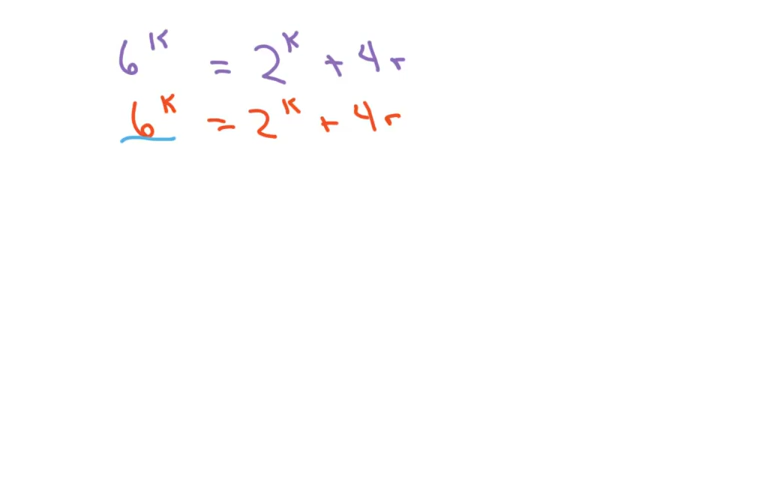 6^k = 2^k + 4r
6^k = 2^k + 4r